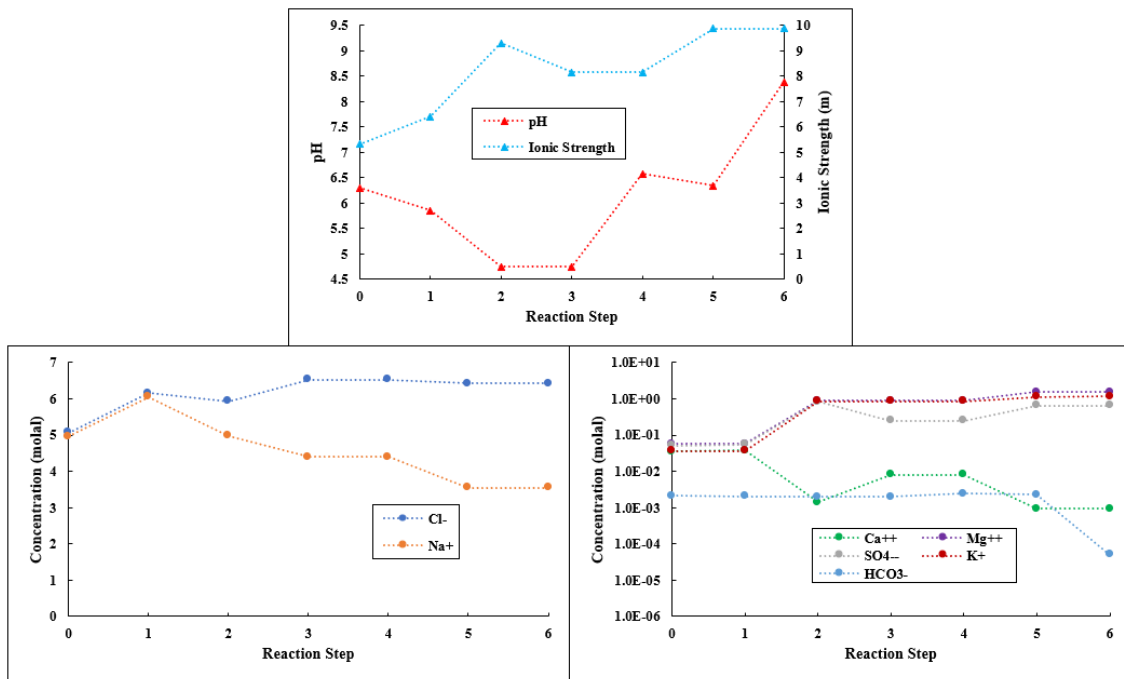 9.5
9
8.5
8
7.5
7
6.5
6
5.5
5
4.5
pH
10
9
8
7
6
5
4
3
2
1
0
Ionic Strength (m)
pH
Ionic Strength
0 1 2 3 4 5 6
Reaction Step
7
6
5
4
3
2
1
0
Concentration (molal)
Cl-
Na+
0 1 2 3 4 5 6
Reaction Step
1.0E+01
1.0E+00
1.0E-01
1.0E-02
1.0E-03
1.0E-04
1.0E-05
1.0E-06
Concentration (molal)
Ca++ Mg++
SO4-- K+
HCO3-
0 1 2 3 4 5 6
Reaction Step